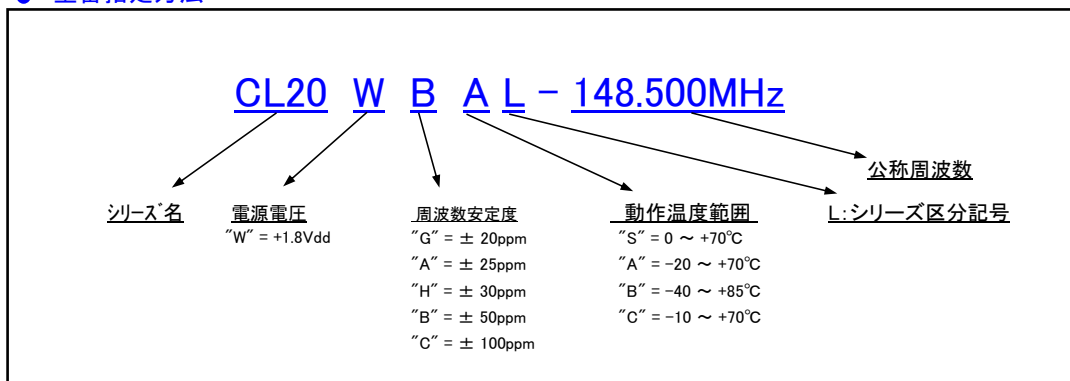 CL20 W B A L - 148.500MHz
公称周波数
シリーズ名 電源電圧 周波数安定度 動作温度範囲 L:シリーズ区分記号
"W" = +1.8Vdd "G" = ± 20ppm "S" = 0 ～ +70℃
"A" = ± 25ppm "A" = -20 ～ +70℃
"H" = ± 30ppm "B" = -40 ～ +85℃
"B" = ± 50ppm "C" = -10 ～ +70℃
"C" = ± 100ppm